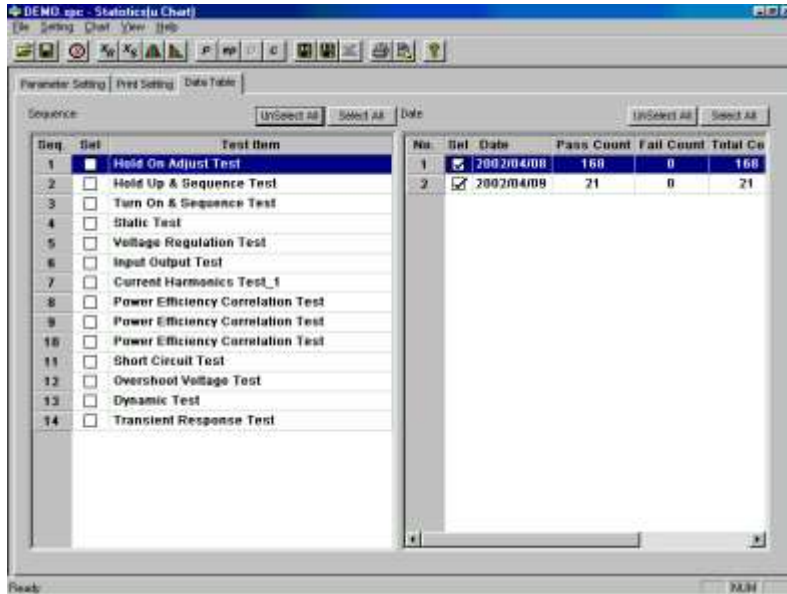 DEMO.spc - Statistics(u Chart)
File Setting Chart View Help
P np U C
Parameter Setting Print Setting Data Table
Sequence UnSelect All Select All Date UnSelect All Select All
Seq Sel Test Item No. Sel Date Pass Count Fail Count Total Co
1 Hold On Adjust Test 1 2002/04/08 168 0 168
2 Hold Up & Sequence Test 2 2002/04/09 21 0 21
3 Turn On & Sequence Test
4 Static Test
5 Voltage Regulation Test
6 Input Output Test
7 Current Harmonics Test_1
8 Power Efficiency Correlation Test
9 Power Efficiency Correlation Test
10 Power Efficiency Correlation Test
11 Short Circuit Test
12 Overshoot Voltage Test
13 Dynamic Test
14 Transient Response Test
Ready NUM